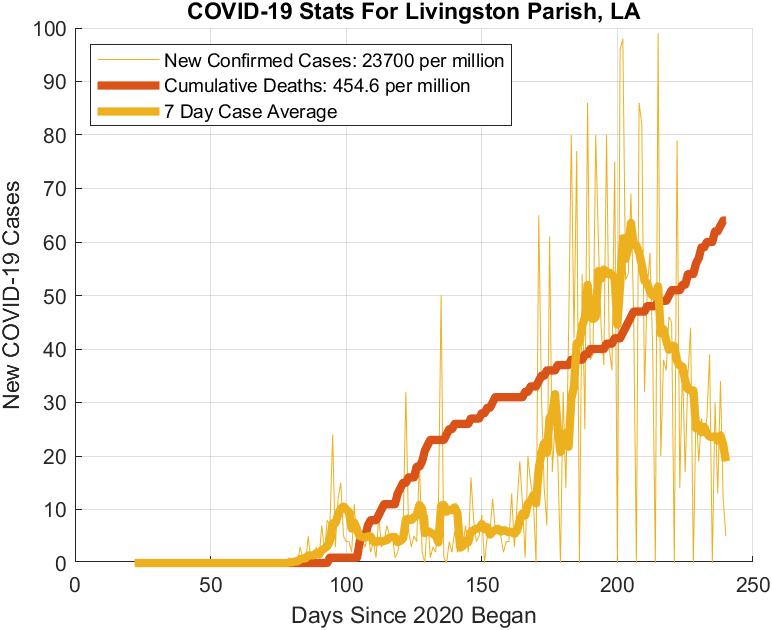 COVID-19 Stats For Livingston Parish, LA
New Confirmed Cases: 23700 per million
Cumulative Deaths: 454.6 per million
7 Day Case Average
New COVID-19 Cases
100
90
80
70
60
50
40
30
20
10
0
0 50 100 150 200 250
Days Since 2020 Began